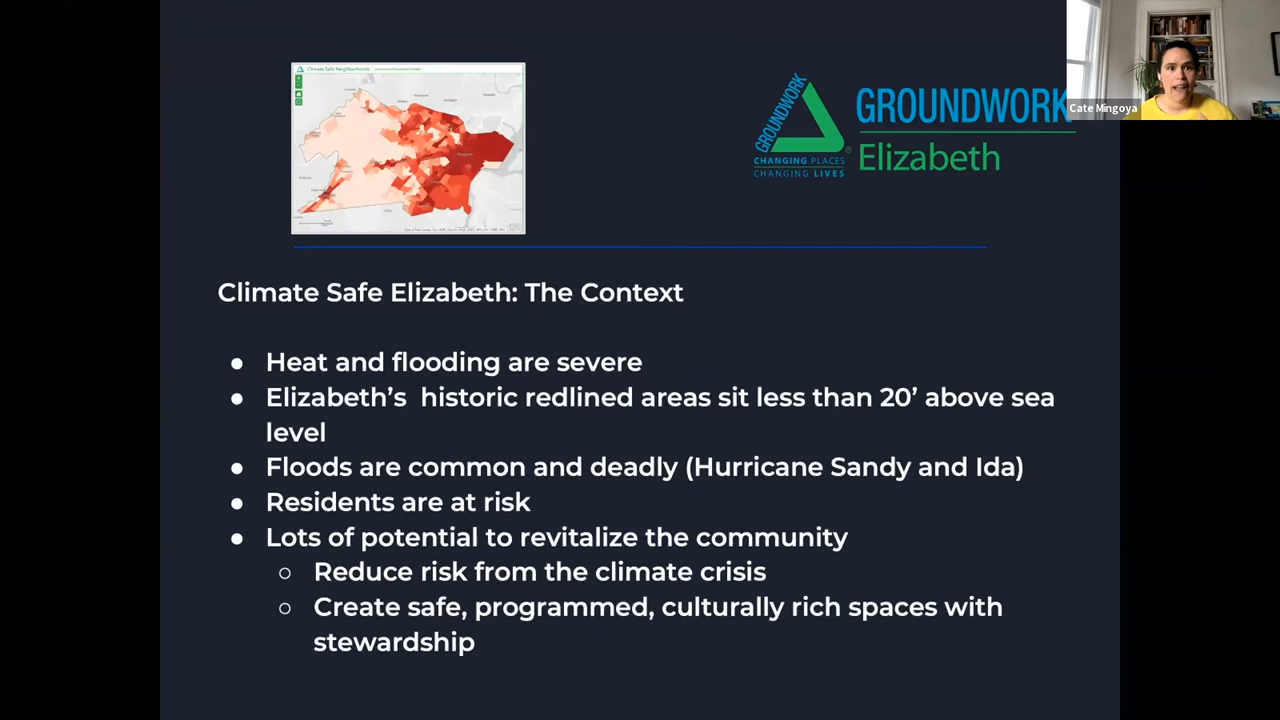 Climate Safe Neighborhoods
GROUNDWORK
CHANGING PLACES
CHANGING LIVES
GROUNDWORK
Elizabeth
Cate Mingoya
Climate Safe Elizabeth: The Context
● Heat and flooding are severe
● Elizabeth’s historic redlined areas sit less than 20’ above sea
level
● Floods are common and deadly (Hurricane Sandy and Ida)
● Residents are at risk
● Lots of potential to revitalize the community
○ Reduce risk from the climate crisis
○ Create safe, programmed, culturally rich spaces with
stewardship